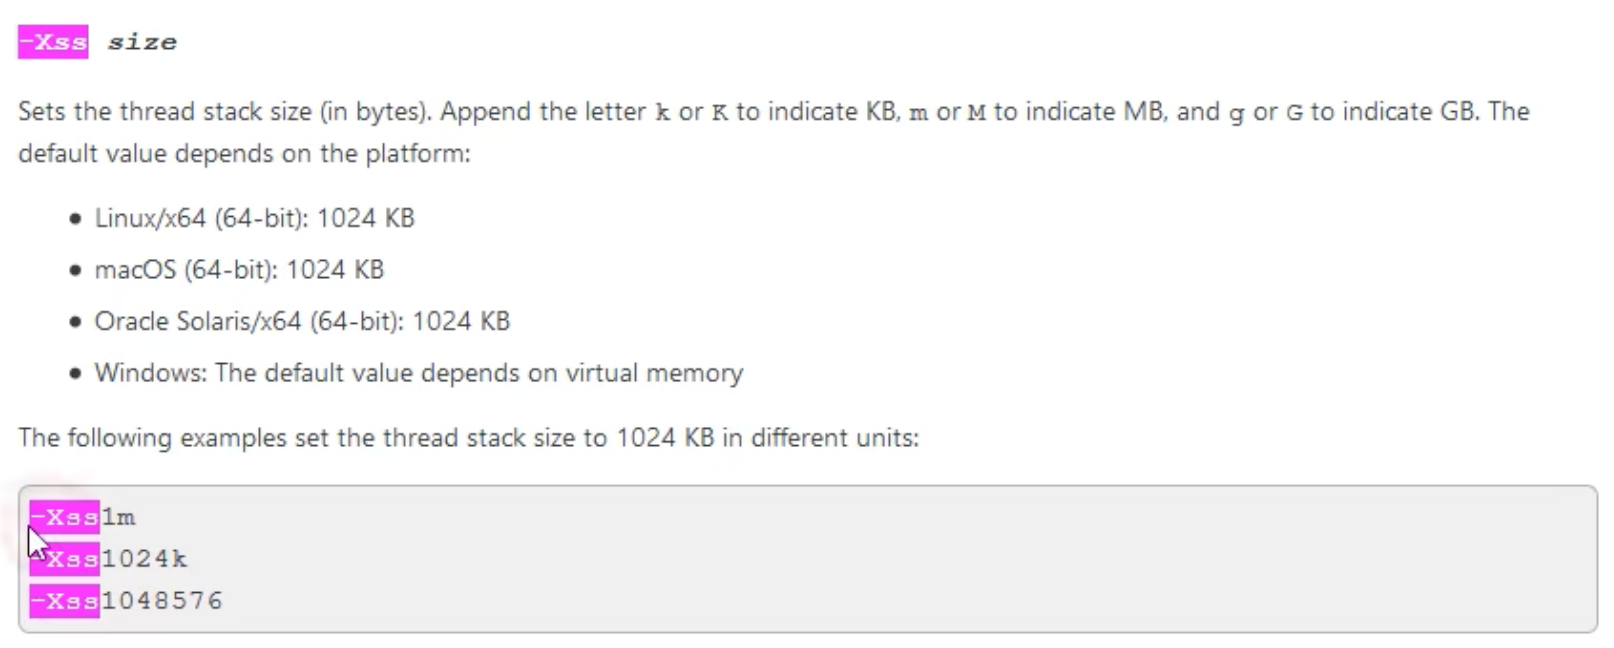 -Xss size
Sets the thread stack size (in bytes). Append the letter k or K to indicate KB, m or M to indicate MB, and g or G to indicate GB. The
default value depends on the platform:
• Linux/x64 (64-bit): 1024 KB
• macOS (64-bit): 1024 KB
• Oracle Solaris/x64 (64-bit): 1024 KB
• Windows: The default value depends on virtual memory
The following examples set the thread stack size to 1024 KB in different units:
-Xss1m
-Xss1024k
-Xss1048576